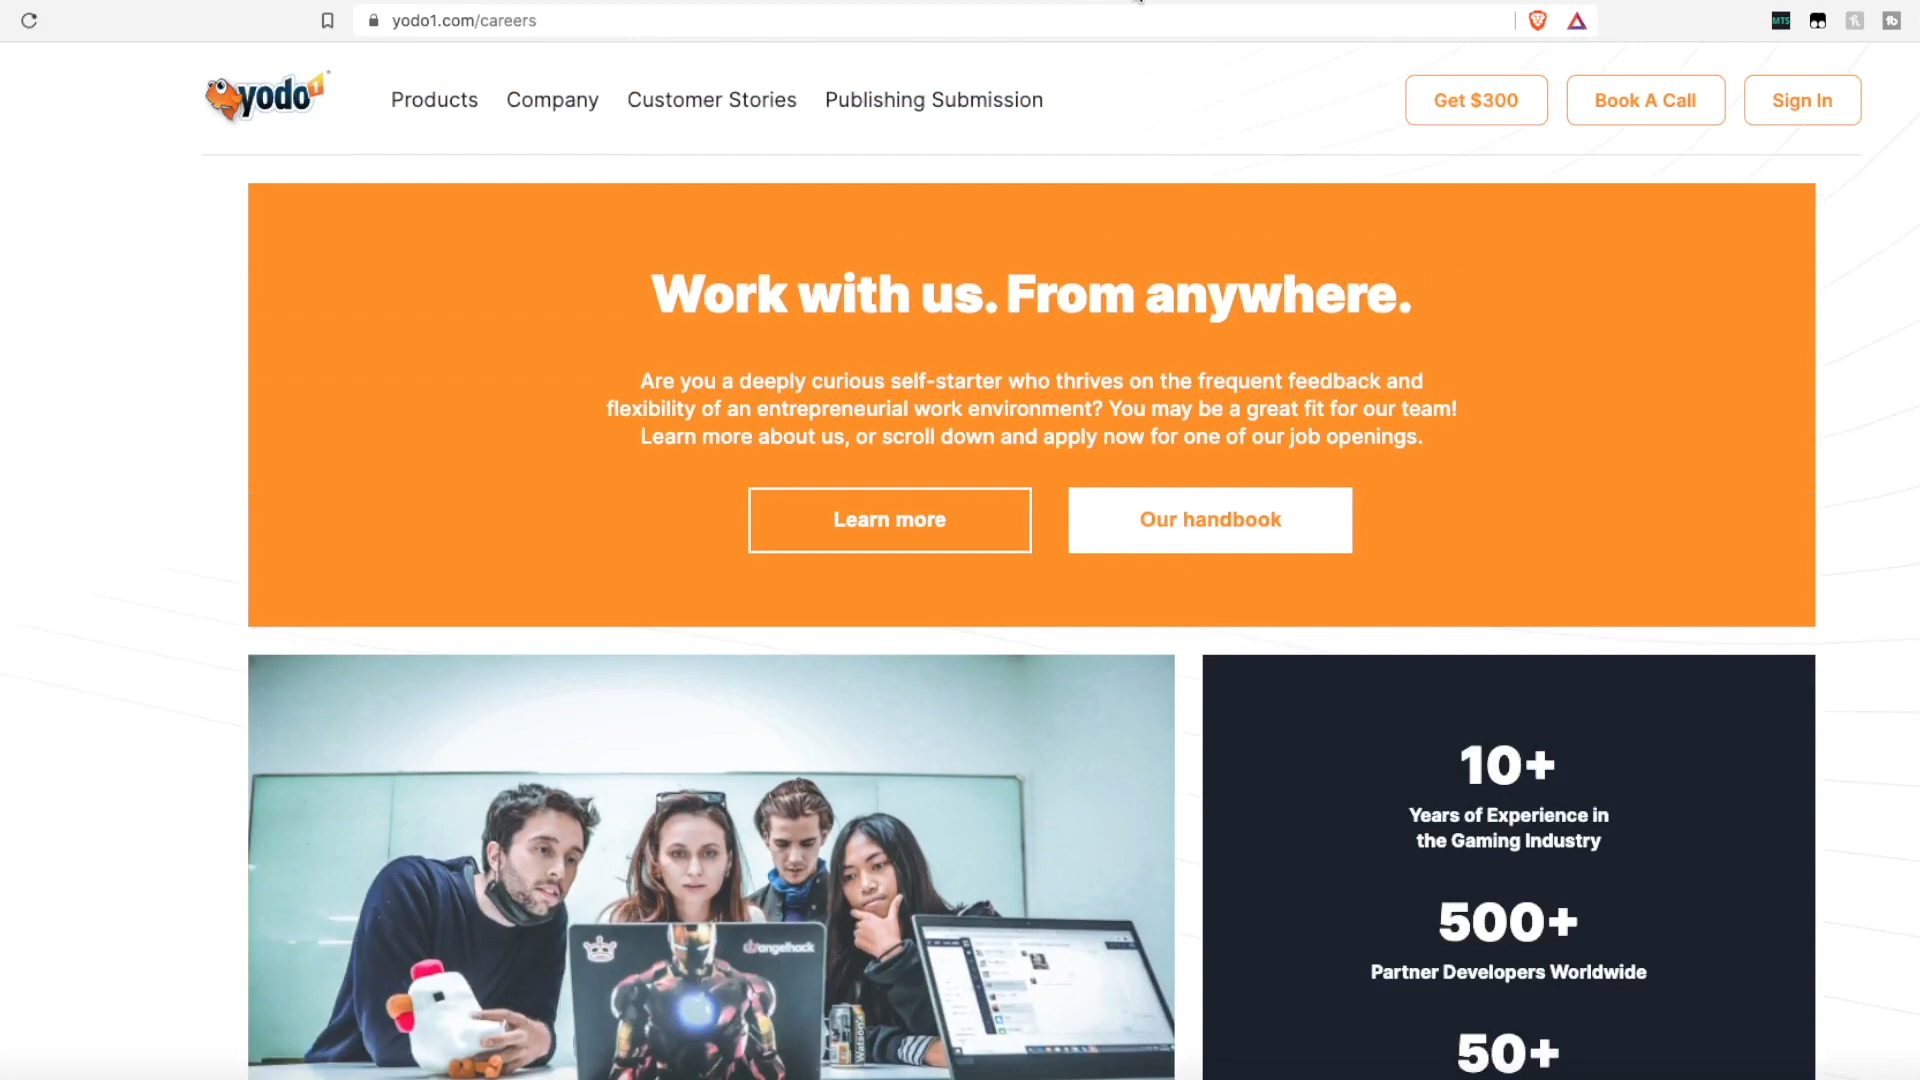 yodo1.com/careers
MTS
yodo1
Products
Company
Customer Stories
Publishing Submission
Get $300
Book A Call
Sign In
Work with us. From anywhere.
Are you a deeply curious self-starter who thrives on the frequent feedback and
flexibility of an entrepreneurial work environment? You may be a great fit for our team!
Learn more about us, or scroll down and apply now for one of our job openings.
Learn more
Our handbook
10+
Years of Experience in
the Gaming Industry
500+
Partner Developers Worldwide
50+
angelhack
Watson's